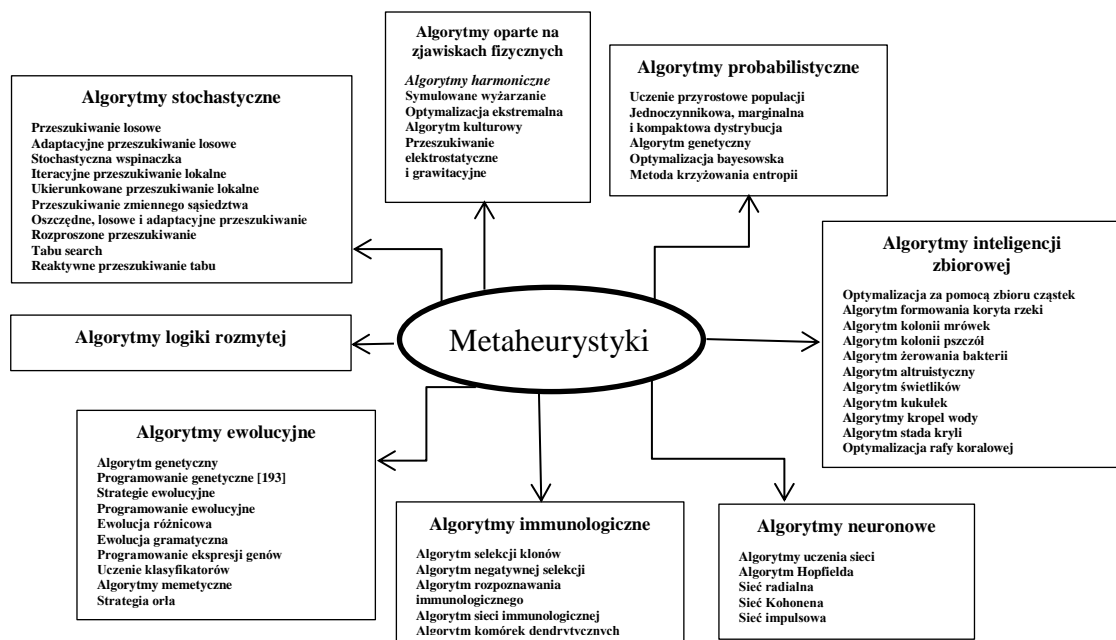 Algorytmy oparte na
zjawiskach fizycznych
Algorytmy harmoniczne
Symulowane wyżarzanie
Optymalizacja ekstremalna
Algorytm kulturowy
Przeszukiwanie
elektrostatyczne
i grawitacyjne
Algorytmy probabilistyczne
Uczenie przyrostowe populacji
Jednoczynnikowa, marginalna
i kompaktowa dystrybucja
Algorytm genetyczny
Optymalizacja bayesowska
Metoda krzyżowania entropii
Algorytmy stochastyczne
Przeszukiwanie losowe
Adaptacyjne przeszukiwanie losowe
Stochastyczna wspinaczka
Iteracyjne przeszukiwanie lokalne
Ukierunkowane przeszukiwanie lokalne
Przeszukiwanie zmiennego sąsiedztwa
Oszczędne, losowe i adaptacyjne przeszukiwanie
Rozproszone przeszukiwanie
Tabu search
Reaktywne przeszukiwanie tabu
Algorytmy inteligencji
zbiorowej
Optymalizacja za pomocą zbioru cząstek
Algorytm formowania koryta rzeki
Algorytm kolonii mrówek
Algorytm kolonii pszczół
Algorytm żerowania bakterii
Algorytm altruistyczny
Algorytm świetlików
Algorytm kukułek
Algorytmy kropel wody
Algorytm stada kryli
Optymalizacja rafy koralowej
Algorytmy logiki rozmytej
Metaheurystyki
Algorytmy ewolucyjne
Algorytm genetyczny
Programowanie genetyczne [193]
Strategie ewolucyjne
Programowanie ewolucyjne
Ewolucja różnicowa
Ewolucja gramatyczna
Programowanie ekspresji genów
Uczenie klasyfikatorów
Algorytmy memetyczne
Strategia orła
Algorytmy immunologiczne
Algorytm selekcji klonów
Algorytm negatywnej selekcji
Algorytm rozpoznawania
immunologicznego
Algorytm sieci immunologicznej
Algorytm komórek dendrytycznych
Algorytmy neuronowe
Algorytmy uczenia sieci
Algorytm Hopfielda
Sieć radialna
Sieć Kohonena
Sieć impulsowa